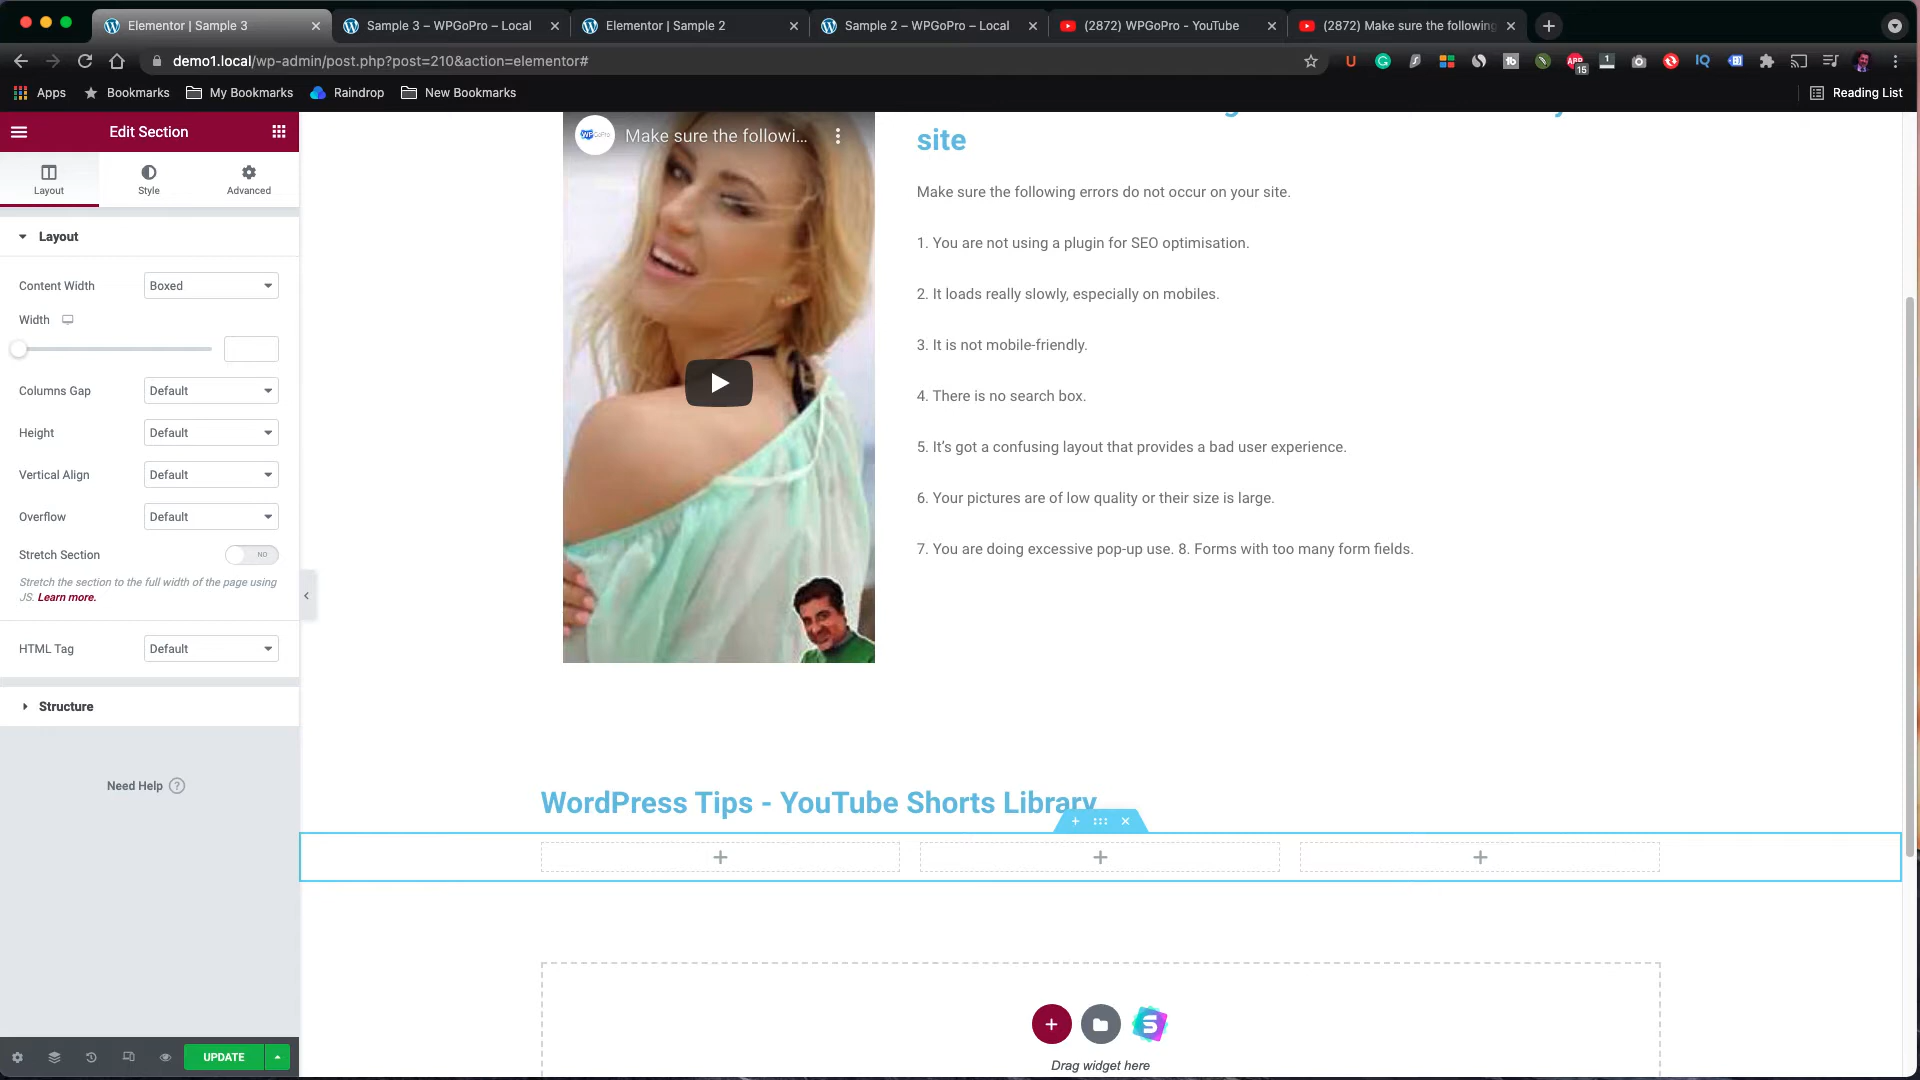 Elementor | Sample 3
Sample 3 – WPGoPro – Local
Elementor | Sample 2
Sample 2 – WPGoPro – Local
(2872) WPGoPro - YouTube
(2872) Make sure the following
demo1.local/wp-admin/post.php?post=210&action=elementor#
15
Apps
Bookmarks
My Bookmarks
Raindrop
New Bookmarks
Reading List
Edit Section
Layout
Style
Advanced
Layout
Content Width
Boxed
Width
Columns Gap
Default
Height
Default
Vertical Align
Default
Overflow
Default
Stretch Section
NO
Stretch the section to the full width of the page using
JS. Learn more.
HTML Tag
Default
Structure
Need Help
UPDATE
WPGoPro
Make sure the followi...
site
Make sure the following errors do not occur on your site.
1. You are not using a plugin for SEO optimisation.
2. It loads really slowly, especially on mobiles.
3. It is not mobile-friendly.
4. There is no search box.
5. It's got a confusing layout that provides a bad user experience.
6. Your pictures are of low quality or their size is large.
7. You are doing excessive pop-up use. 8. Forms with too many form fields.
WordPress Tips - YouTube Shorts Library
Drag widget here